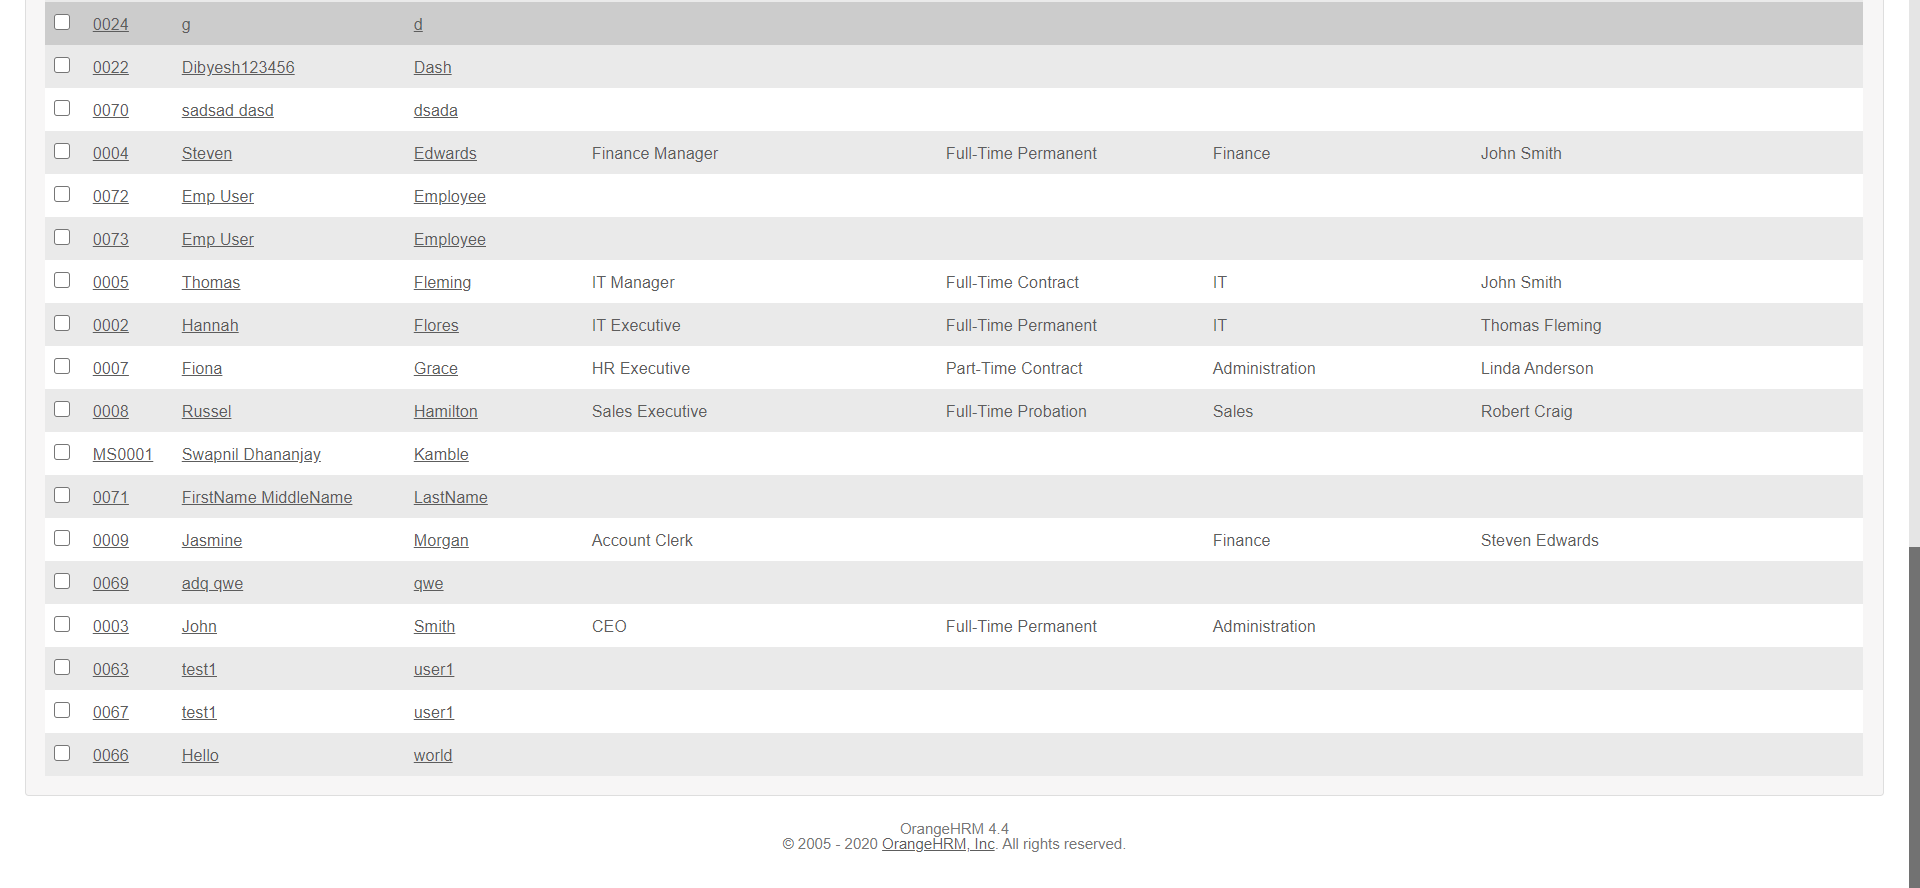 0024 g d
0022 Dibyesh123456 Dash
0070 sadsad dasd dsada
0004 Steven Edwards Finance Manager Full-Time Permanent Finance John Smith
0072 Emp User Employee
0073 Emp User Employee
0005 Thomas Fleming IT Manager Full-Time Contract IT John Smith
0002 Hannah Flores IT Executive Full-Time Permanent IT Thomas Fleming
0007 Fiona Grace HR Executive Part-Time Contract Administration Linda Anderson
0008 Russel Hamilton Sales Executive Full-Time Probation Sales Robert Craig
MS0001 Swapnil Dhananjay Kamble
0071 FirstName MiddleName LastName
0009 Jasmine Morgan Account Clerk Finance Steven Edwards
0069 adq qwe qwe
0003 John Smith CEO Full-Time Permanent Administration
0063 test1 user1
0067 test1 user1
0066 Hello world
OrangeHRM 4.4
© 2005 - 2020 OrangeHRM, Inc. All rights reserved.